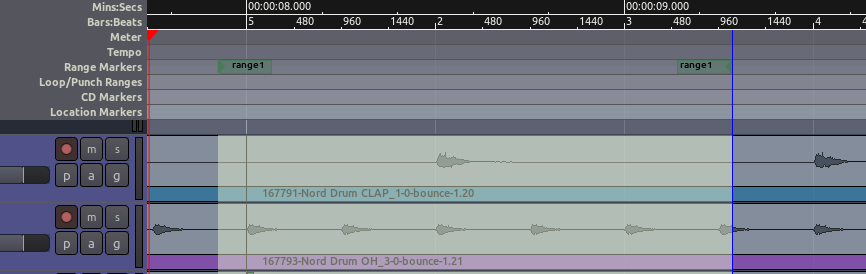 Mins:Secs 00:00:08.000 00:00:09.000
Bars:Beats 5 480 960 1440 2 480 960 1440 3 480 960 1440 4
Meter
Tempo
Range Markers range1 range1
Loop/Punch Ranges
CD Markers
Location Markers
m s
p a g
167791-Nord Drum CLAP_1-0-bounce-1.20
m s
p a g
167793-Nord Drum OH_3-0-bounce-1.21